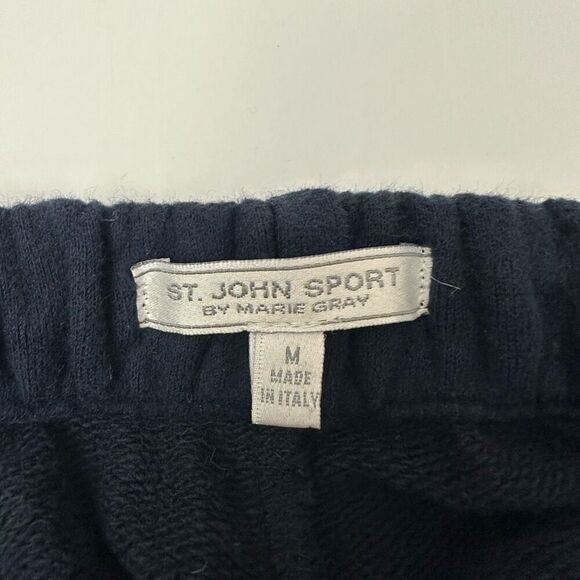 ST. JOHN SPORT
BY MARIE GRAY
M
MADE
IN ITALY